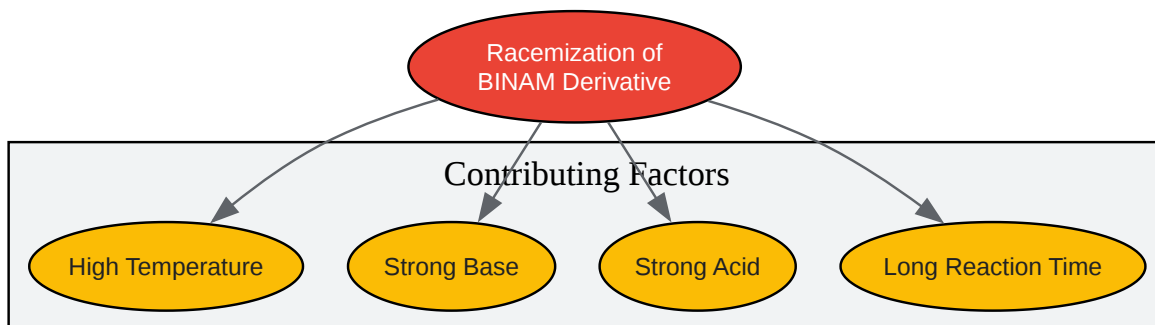 Racemization of
BINAM Derivative
Contributing Factors
High Temperature
Strong Base
Strong Acid
Long Reaction Time